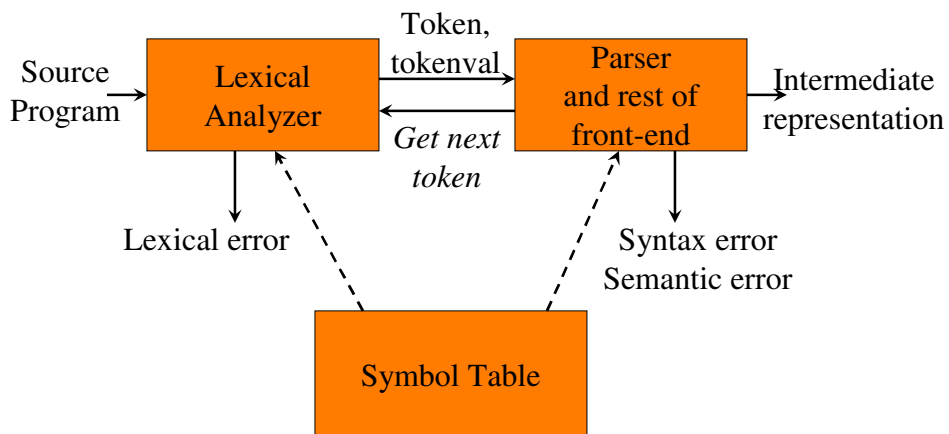 Source
Program
Lexical
Analyzer
Token,
tokenval
Get next
token
Parser
and rest of
front-end
Intermediate
representation
Lexical error
Syntax error
Semantic error
Symbol Table